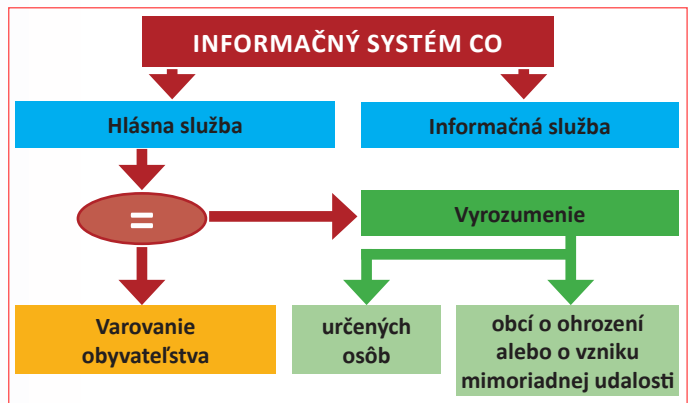 INFORMAČNÝ SYSTÉM CO
Hlásna služba
Informačná služba
=
Vyrozumenie
Varovanie
obyvateľstva
určených
osôb
obcí o ohrození
alebo o vzniku
mimoriadnej udalosti